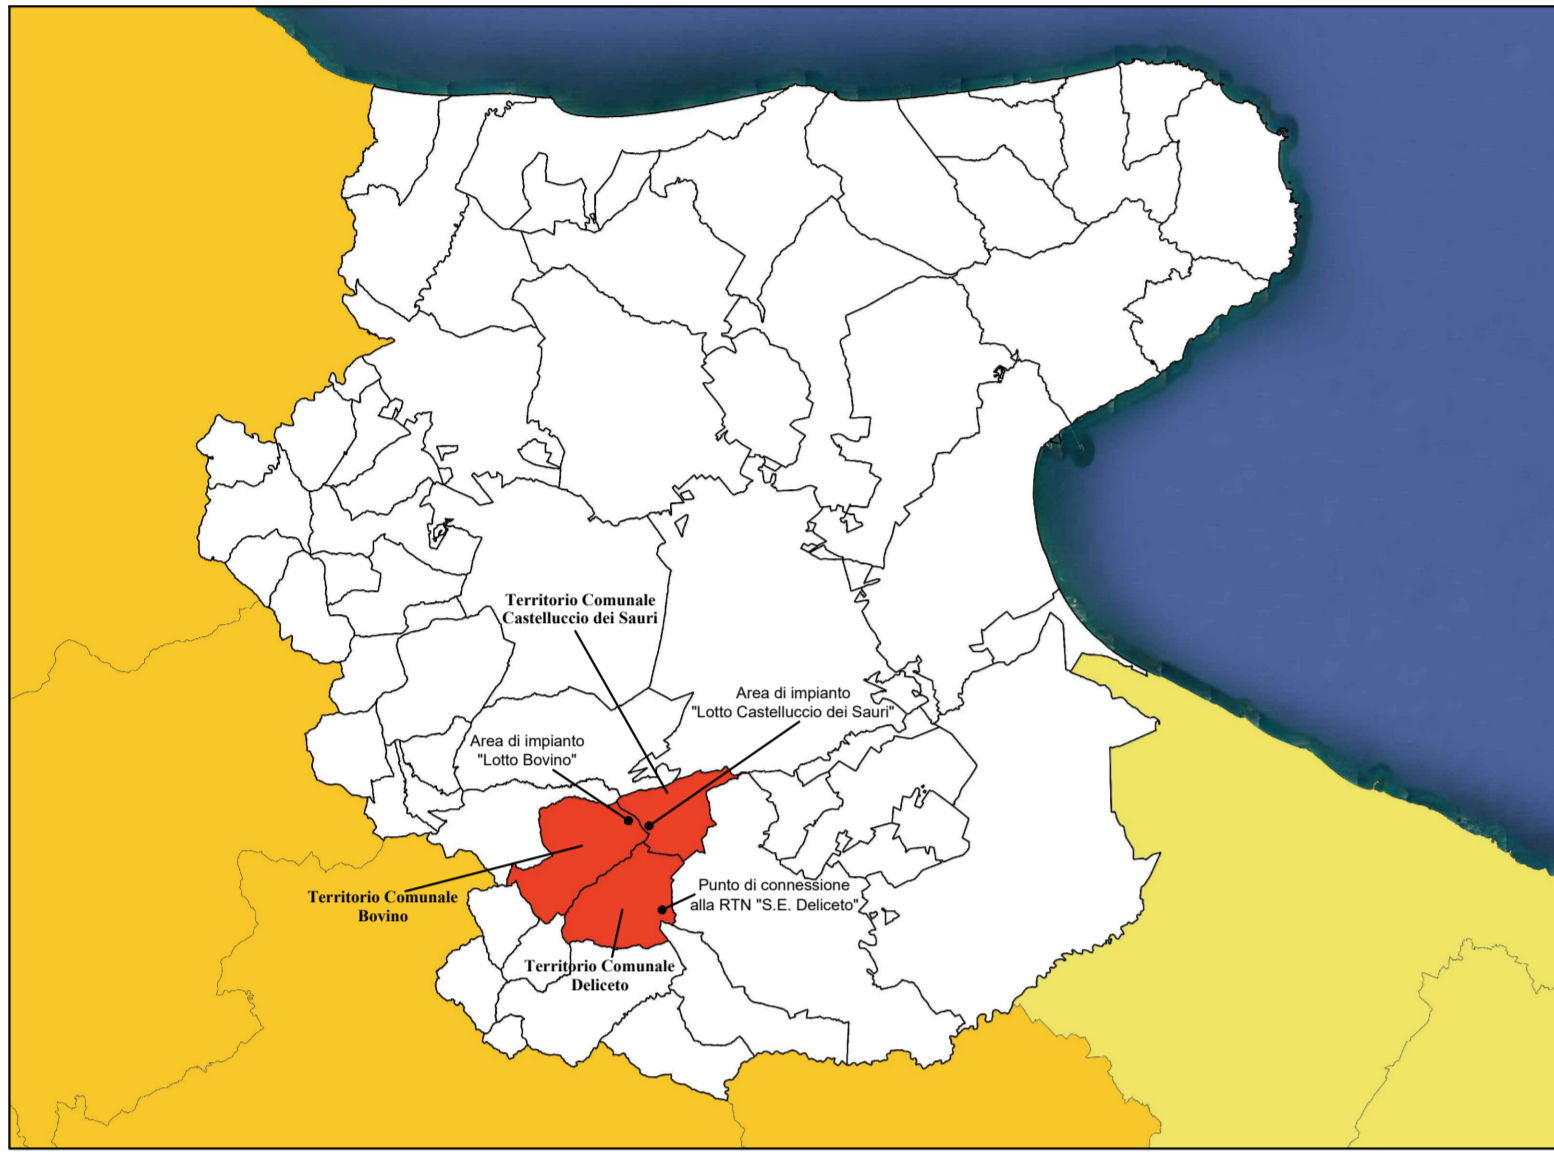 Territorio Comunale
Castelluccio dei Sauri
Area di impianto
"Lotto Castelluccio dei Sauri"
Area di impianto
"Lotto Bovino"
Punto di connessione
alla RTN "S.E. Deliceto"
Territorio Comunale
Bovino
Territorio Comunale
Deliceto